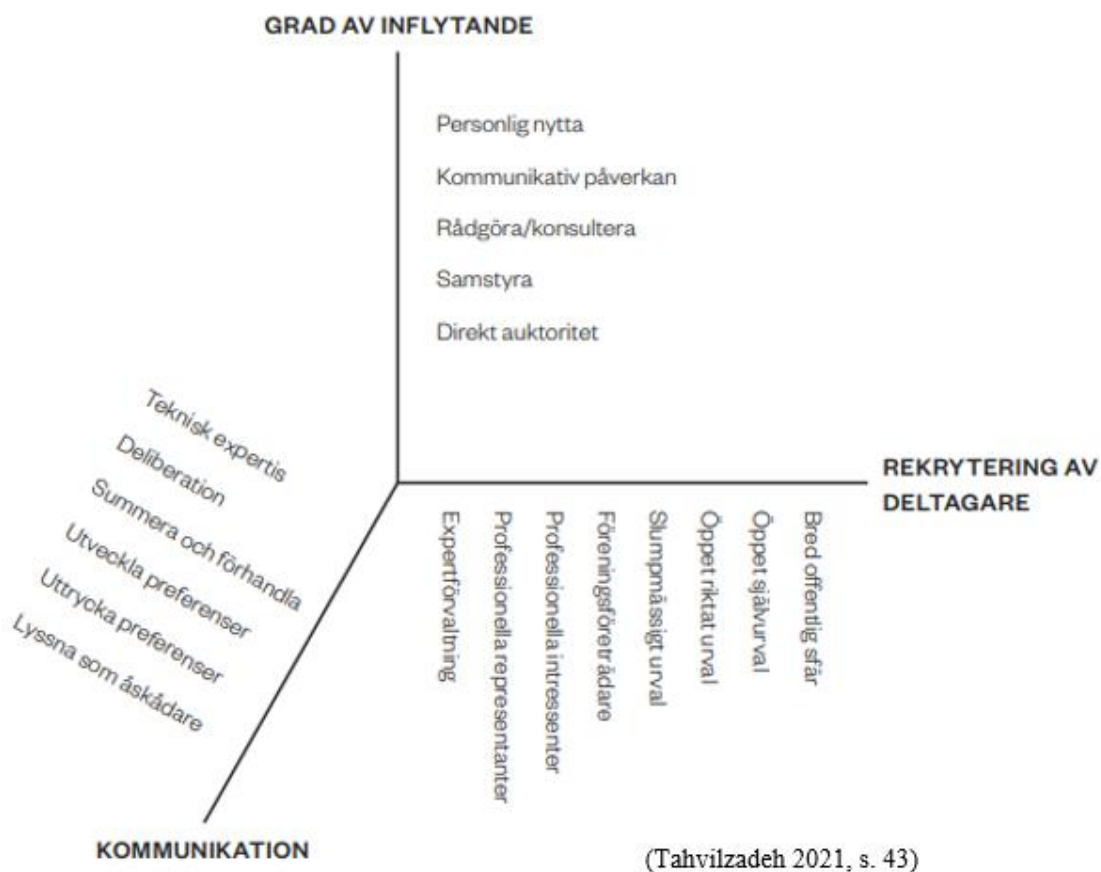 GRAD AV INFLYTANDE
Personlig nytta
Kommunikativ påverkan
Rådgöra/konsultera
Samstyra
Direkt auktoritet
Teknisk expertis
Deliberation
Summera och förhandla
Utveckla preferenser
Uttrycka preferenser
Lyssna som åskådare
REKRYTERING AV
DELTAGARE
Expertförvaltning
Professionella representanter
Professionella intressenter
Föreningsföreträdare
Slumpmässigt urval
Öppet riktat urval
Öppet självurval
Bred offentlig sfär
KOMMUNIKATION
(Tahvilzadeh 2021, s. 43)